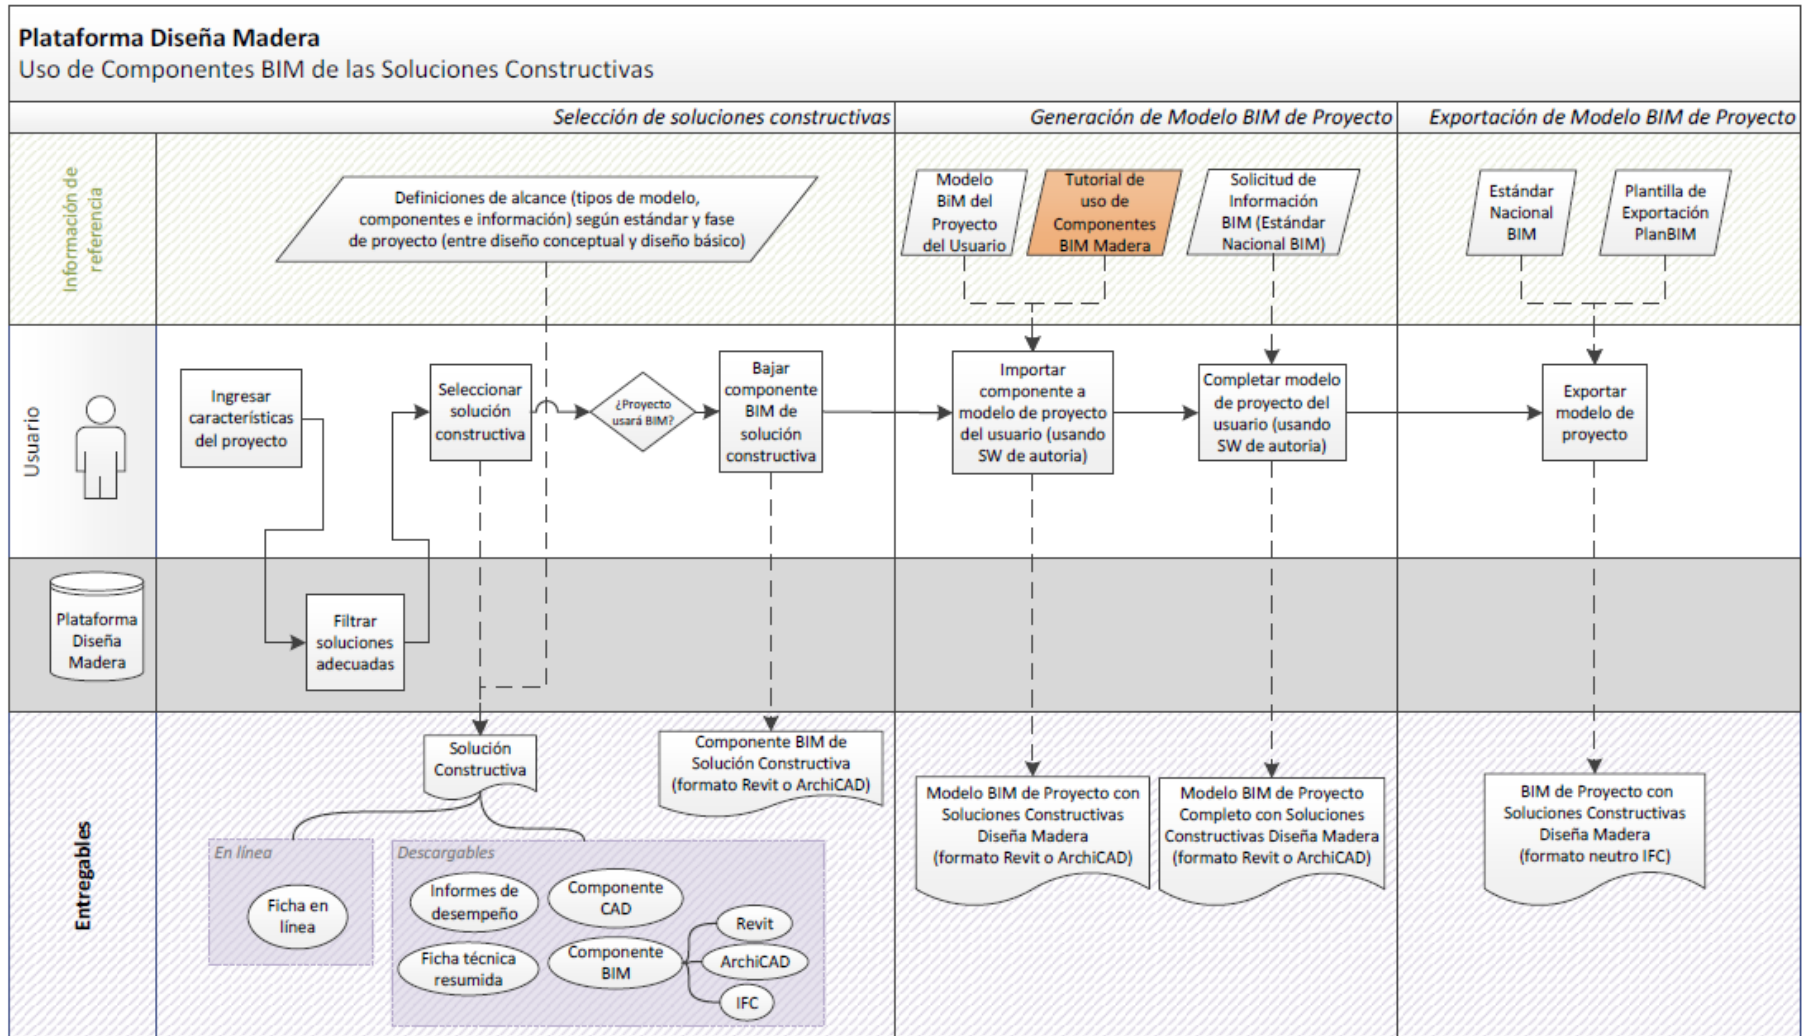 Plataforma Diseña Madera
Uso de Componentes BIM de las Soluciones Constructivas
Selección de soluciones constructivas
Generación de Modelo BIM de Proyecto
Exportación de Modelo BIM de Proyecto
Información de
referencia
Definiciones de alcance (tipos de modelo,
componentes e información) según estándar y fase
de proyecto (entre diseño conceptual y diseño básico)
Modelo
BiM del
Proyecto
del Usuario
Tutorial de
uso de
Componentes
BIM Madera
Solicitud de
Información
BIM (Estándar
Nacional BIM)
Estándar
Nacional
BIM
Plantilla de
Exportación
PlanBIM
Usuario
Ingresar
características
del proyecto
Seleccionar
solución
constructiva
¿Proyecto
usará BIM?
Bajar
componente
BIM de
solución
constructiva
Importar
componente a
modelo de proyecto
del usuario (usando
SW de autoria)
Completar modelo
de proyecto del
usuario (usando
SW de autoria)
Exportar
modelo de
proyecto
Plataforma
Diseña
Madera
Filtrar
soluciones
adecuadas
Entregables
Solución
Constructiva
Componente BIM de
Solución Constructiva
(formato Revit o ArchiCAD)
Modelo BIM de Proyecto con
Soluciones Constructivas
Diseña Madera
(formato Revit o ArchiCAD)
Modelo BIM de Proyecto
Completo con Soluciones
Constructivas Diseña Madera
(formato Revit o ArchiCAD)
BIM de Proyecto con
Soluciones Constructivas
Diseña Madera
(formato neutro IFC)
En línea
Ficha en
línea
Descargables
Informes de
desempeño
Componente
CAD
Ficha técnica
resumida
Componente
BIM
Revit
ArchiCAD
IFC